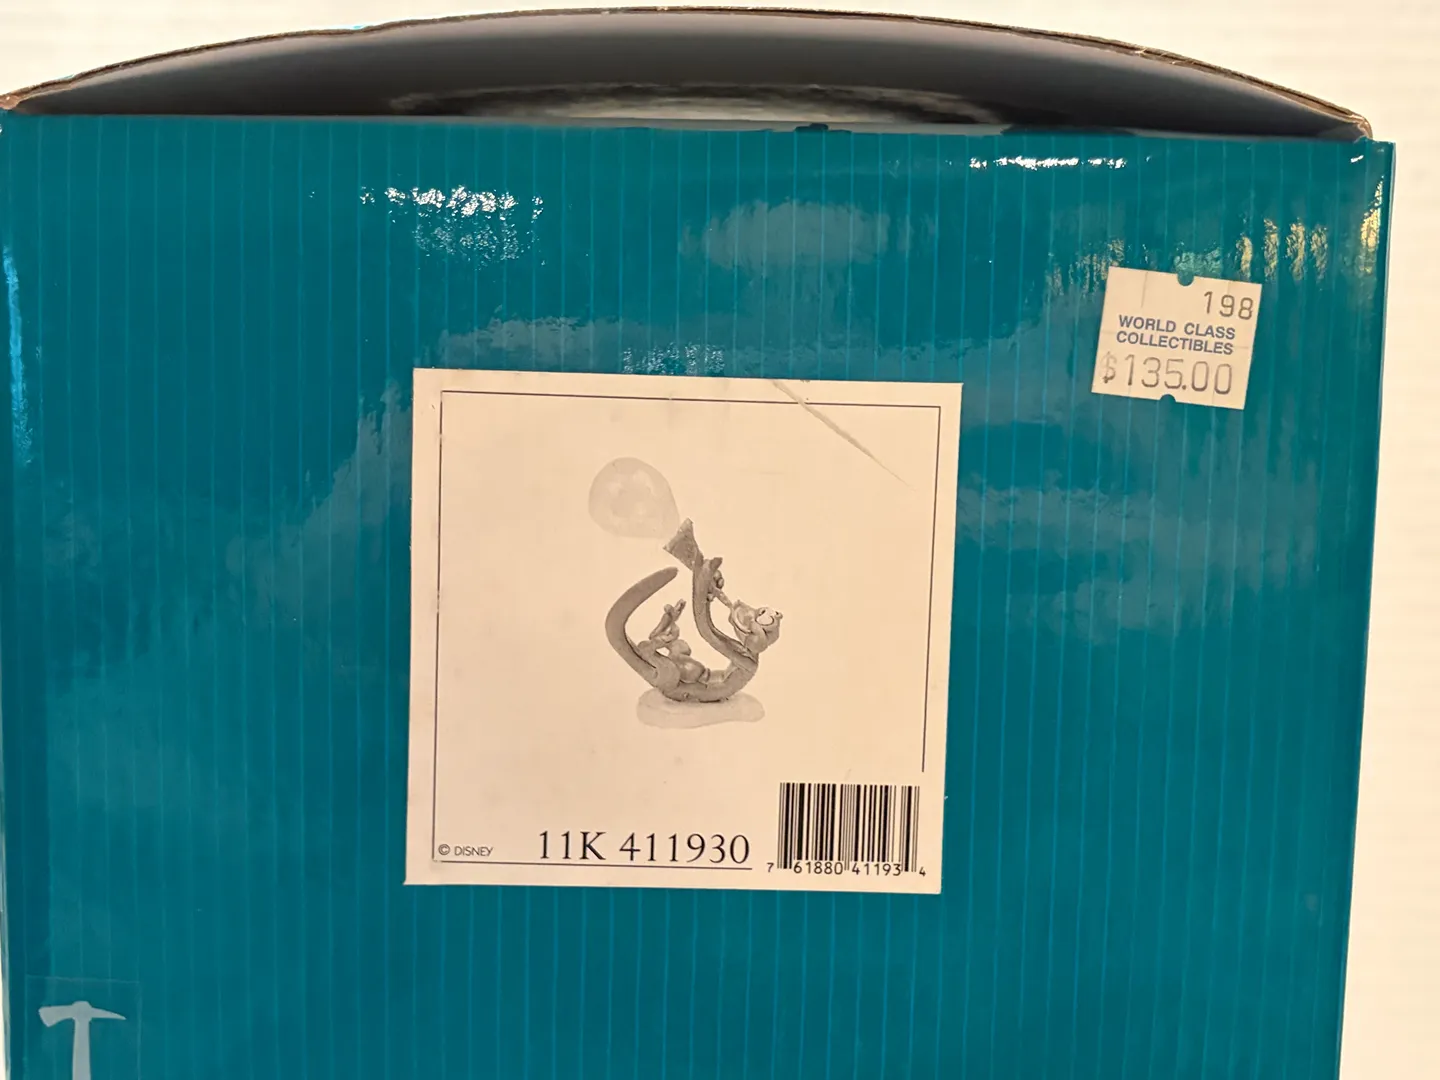 198
WORLD CLASS
COLLECTIBLES
$135.00
© DISNEY
11K 411930
7 61880 41193 4